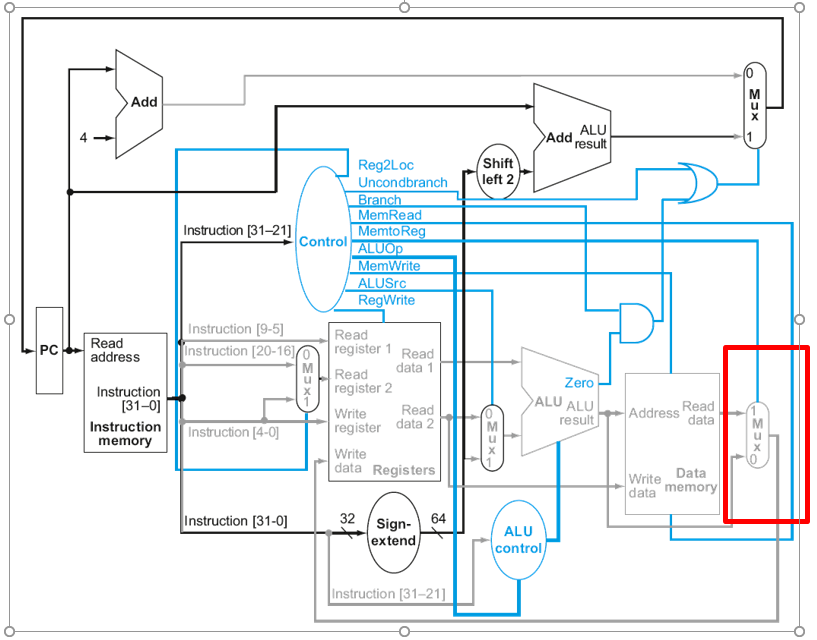 Add
4
Add ALU
result
0
M
u
x
1
Shift
left 2
Reg2Loc
Uncondbranch
Branch
MemRead
MemtoReg
ALUOp
MemWrite
ALUSrc
RegWrite
Control
Instruction [31–21]
PC
Read
address
Instruction
[31–0]
Instruction
memory
Instruction [9-5]
Instruction [20-16]
Instruction [4-0]
0
M
u
x
1
Read
register 1
Read
register 2
Write
register
Write
data
Read
data 1
Read
data 2
Registers
0
M
u
x
1
Zero
ALU
ALU
result
Address
Read
data
Write
data
Data
memory
1
M
u
x
0
Instruction [31-0]
32
Sign-
extend
64
ALU
control
Instruction [31–21]